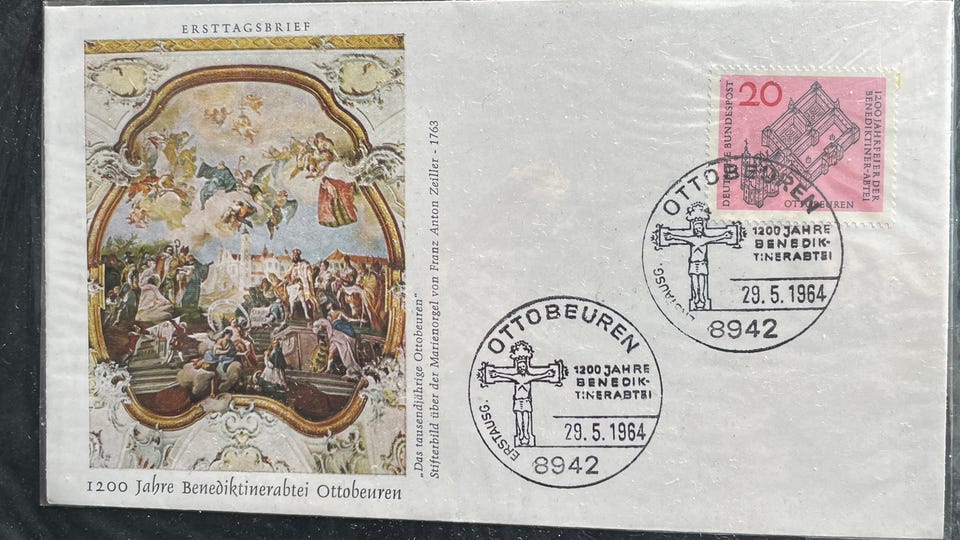 ERSTTAGSBRIEF
„Das tausendjährige Ottobeuren“
Stifterbild über der Marienorgel von Franz Anton Zeiller - 1763
1200 Jahre Benediktinerabtei Ottobeuren
DEUTSCHE BUNDESPOST
20
1200 JAHRFEIER DER
BENEDIKTINER-ABTEI
OTTOBEUREN
OTTOBEUREN
1200 JAHRE
BENEDIK-
TINERABTEI
29.5.1964
ERSTAUSG.
8942
OTTOBEUREN
1200 JAHRE
BENEDIK-
TINERABTEI
29.5.1964
ERSTAUSG.
8942